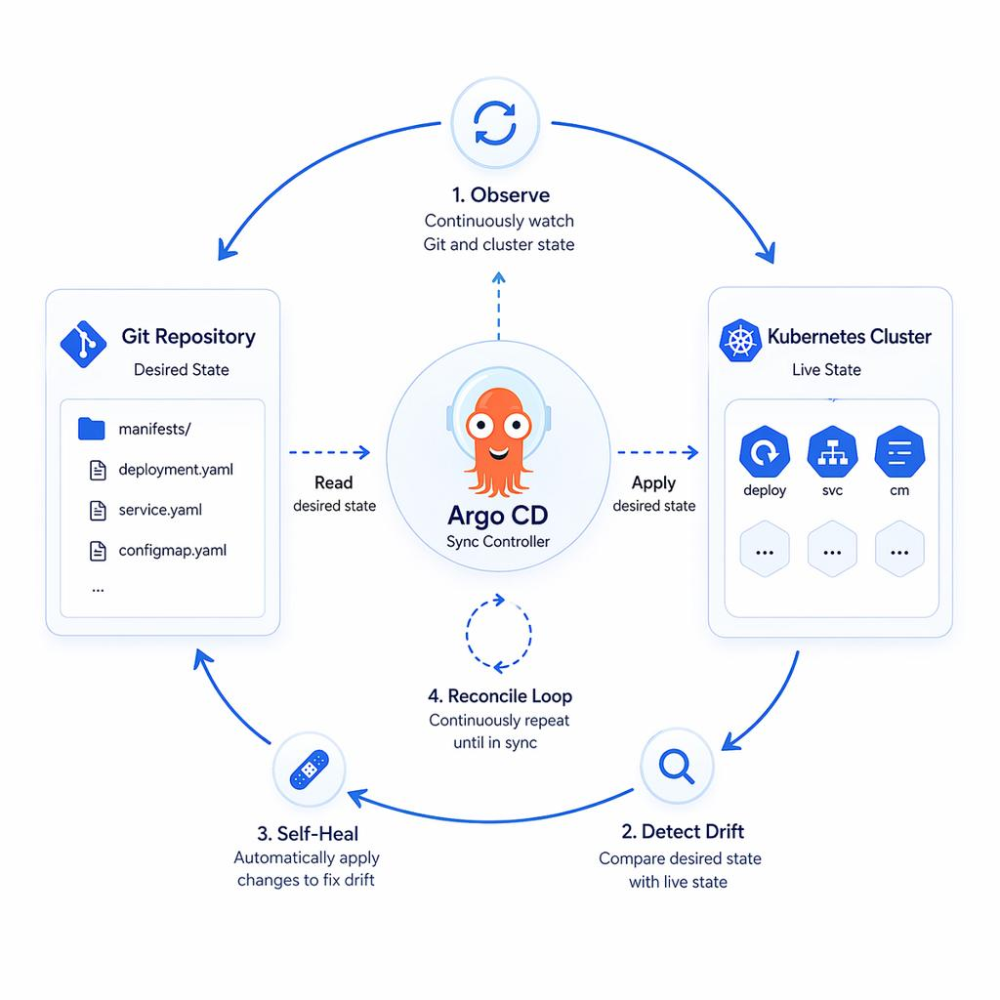 1. Observe
Continuously watch
Git and cluster state
Git Repository
Desired State
manifests/
deployment.yaml
service.yaml
configmap.yaml
...
Read
desired state
Argo CD
Sync Controller
Apply
desired state
Kubernetes Cluster
Live State
deploy
svc
cm
...
...
...
4. Reconcile Loop
Continuously repeat
until in sync
3. Self-Heal
Automatically apply
changes to fix drift
2. Detect Drift
Compare desired state
with live state